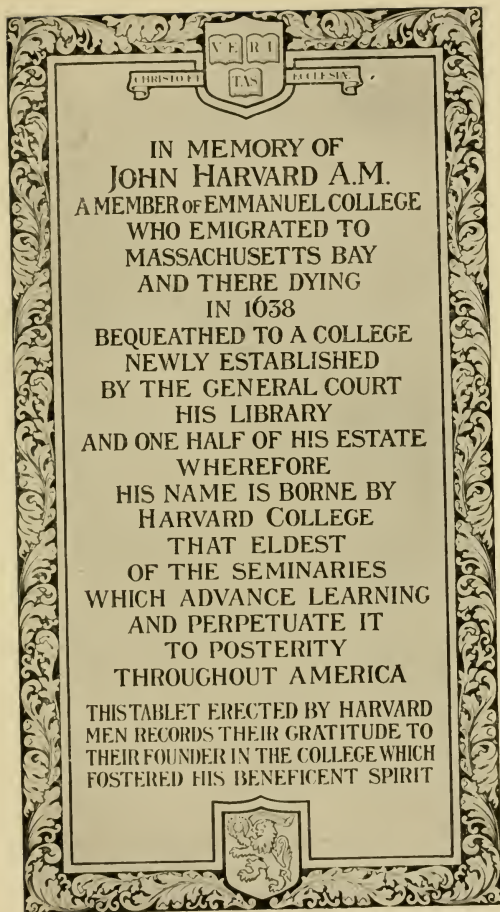 VE RI
TAS
CHRISTO ET ECCLESIÆ
IN MEMORY OF
JOHN HARVARD A.M.
A MEMBER OF EMMANUEL COLLEGE
WHO EMIGRATED TO
MASSACHUSETTS BAY
AND THERE DYING
IN 1638
BEQUEATHED TO A COLLEGE
NEWLY ESTABLISHED
BY THE GENERAL COURT
HIS LIBRARY
AND ONE HALF OF HIS ESTATE
WHEREFORE
HIS NAME IS BORNE BY
HARVARD COLLEGE
THAT ELDEST
OF THE SEMINARIES
WHICH ADVANCE LEARNING
AND PERPETUATE IT
TO POSTERITY
THROUGHOUT AMERICA
THIS TABLET ERECTED BY HARVARD
MEN RECORDS THEIR GRATITUDE TO
THEIR FOUNDER IN THE COLLEGE WHICH
FOSTERED HIS BENEFICENT SPIRIT